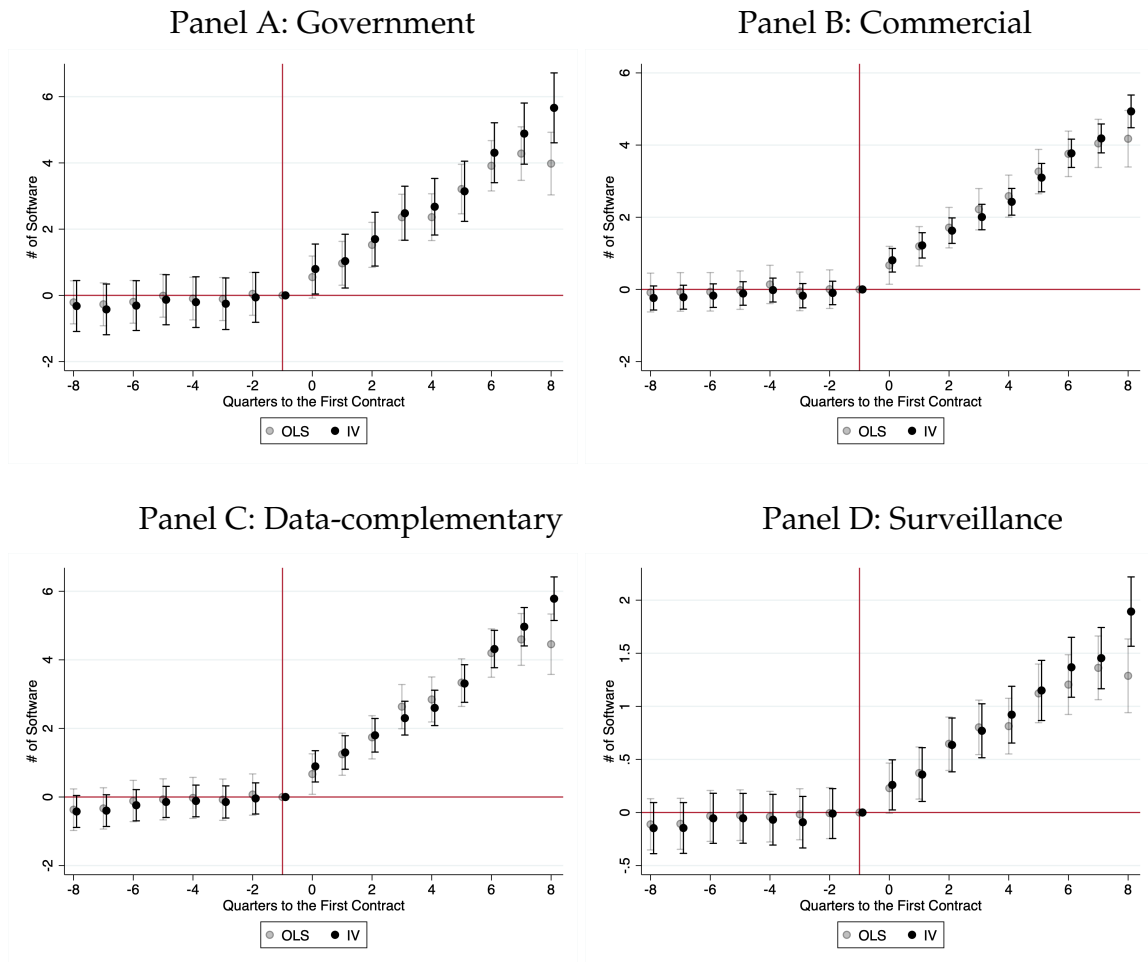 Panel A: Government
6
4
2
0
-2
# of Software
-8 -6 -4 -2 0 2 4 6 8
Quarters to the First Contract
OLS IV
Panel B: Commercial
6
4
2
0
-2
# of Software
-8 -6 -4 -2 0 2 4 6 8
Quarters to the First Contract
OLS IV
Panel C: Data-complementary
6
4
2
0
-2
# of Software
-8 -6 -4 -2 0 2 4 6 8
Quarters to the First Contract
OLS IV
Panel D: Surveillance
2
1.5
1
.5
0
-.5
# of Software
-8 -6 -4 -2 0 2 4 6 8
Quarters to the First Contract
OLS IV